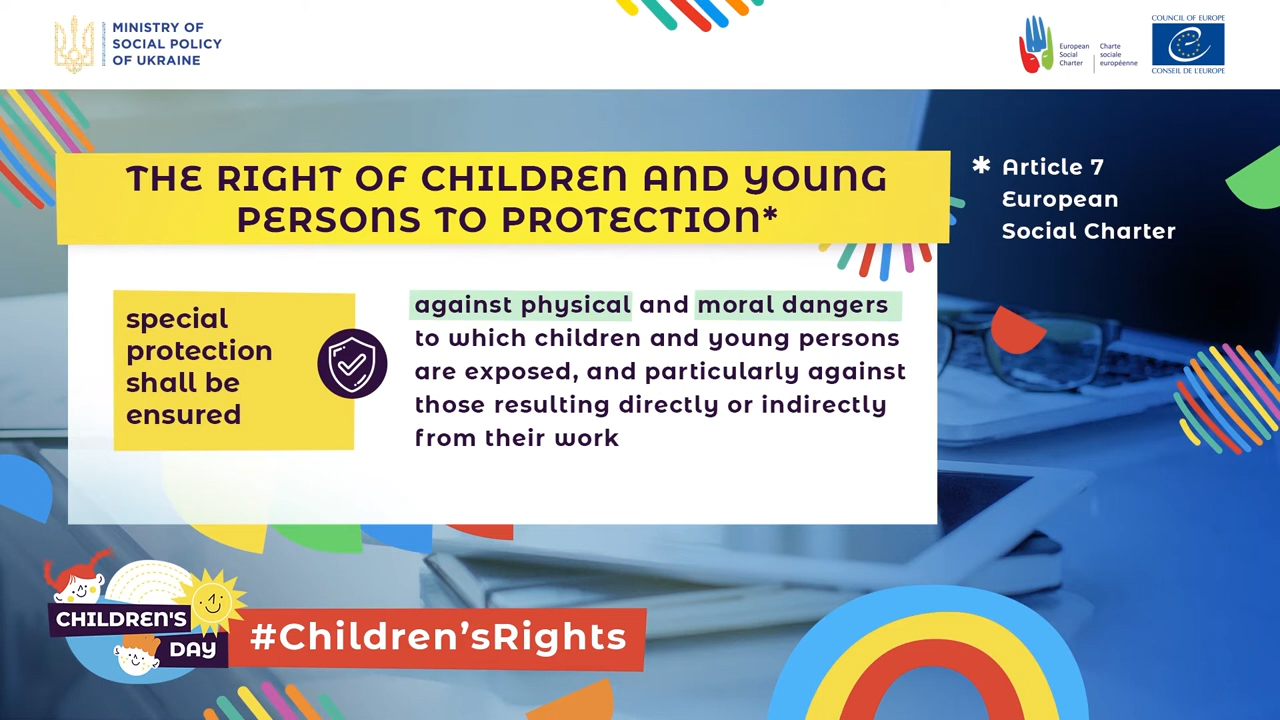 MINISTRY OF
SOCIAL POLICY
OF UKRAINE
European
Social
Charter
Charte
sociale
européenne
COUNCIL OF EUROPE
CONSEIL DE L'EUROPE
THE RIGHT OF CHILDREN AND YOUNG
PERSONS TO PROTECTION*
* Article 7
European
Social Charter
special
protection
shall be
ensured
against physical and moral dangers
to which children and young persons
are exposed, and particularly against
those resulting directly or indirectly
from their work
CHILDREN'S
DAY
#Children’sRights